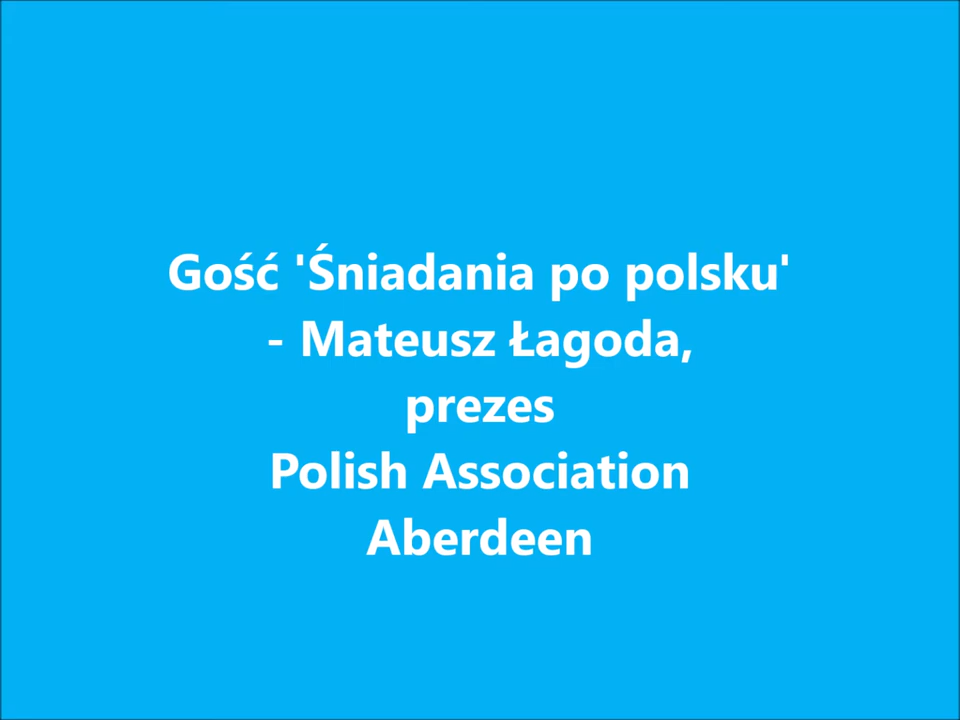 Gość 'Śniadania po polsku'
- Mateusz Łagoda,
prezes
Polish Association
Aberdeen